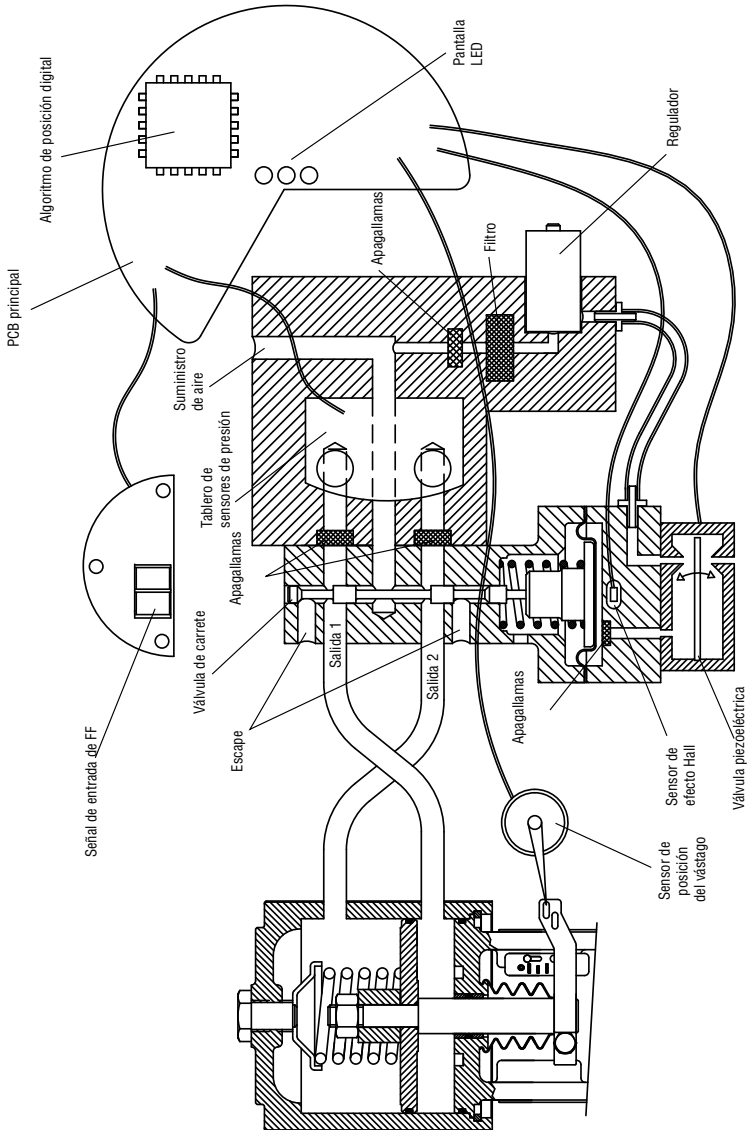 PCB principal
Algoritmo de posición digital
Pantalla
LED
Señal de entrada de FF
Suministro
de aire
Tablero de
sensores de presión
Apagallamas
Filtro
Regulador
Apagallamas
Válvula de carrete
Escape
Salida 1
Salida 2
Apagallamas
Sensor de
efecto Hall
Válvula piezoeléctrica
Sensor de
posición
del vástago